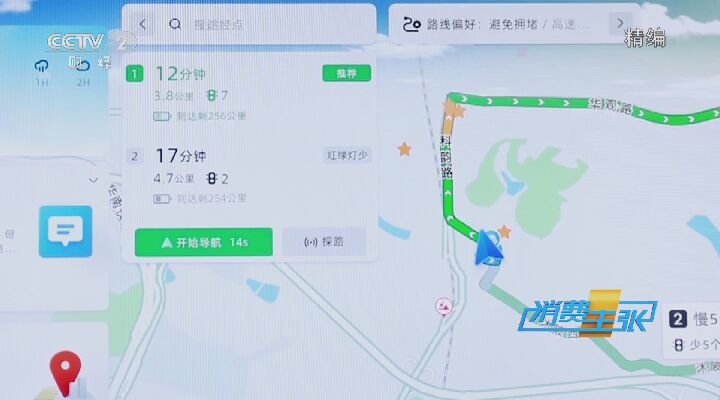 CCTV 2
财经
精编
搜途经点
路线偏好：避免拥堵 / 高速...
1H
2H
1
12分钟
推荐
3.8公里 7
到达剩256公里
2
17分钟
红绿灯少
4.7公里 2
到达剩254公里
开始导航 14s
探路
但
路...
华观路
消费主张
2 慢5
少5个
沐陂